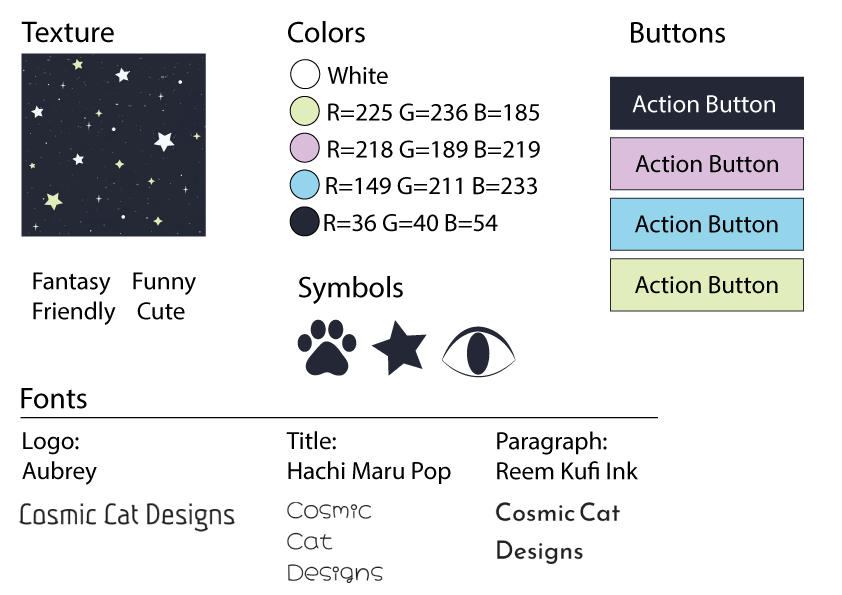 Texture
Fantasy Funny
Friendly Cute
Colors
White
R=225 G=236 B=185
R=218 G=189 B=219
R=149 G=211 B=233
R=36 G=40 B=54
Symbols
Buttons
Action Button
Action Button
Action Button
Action Button
Fonts
Logo:
Aubrey
Cosmic Cat Designs
Title:
Hachi Maru Pop
Cosmic
Cat
Designs
Paragraph:
Reem Kufi Ink
Cosmic Cat
Designs